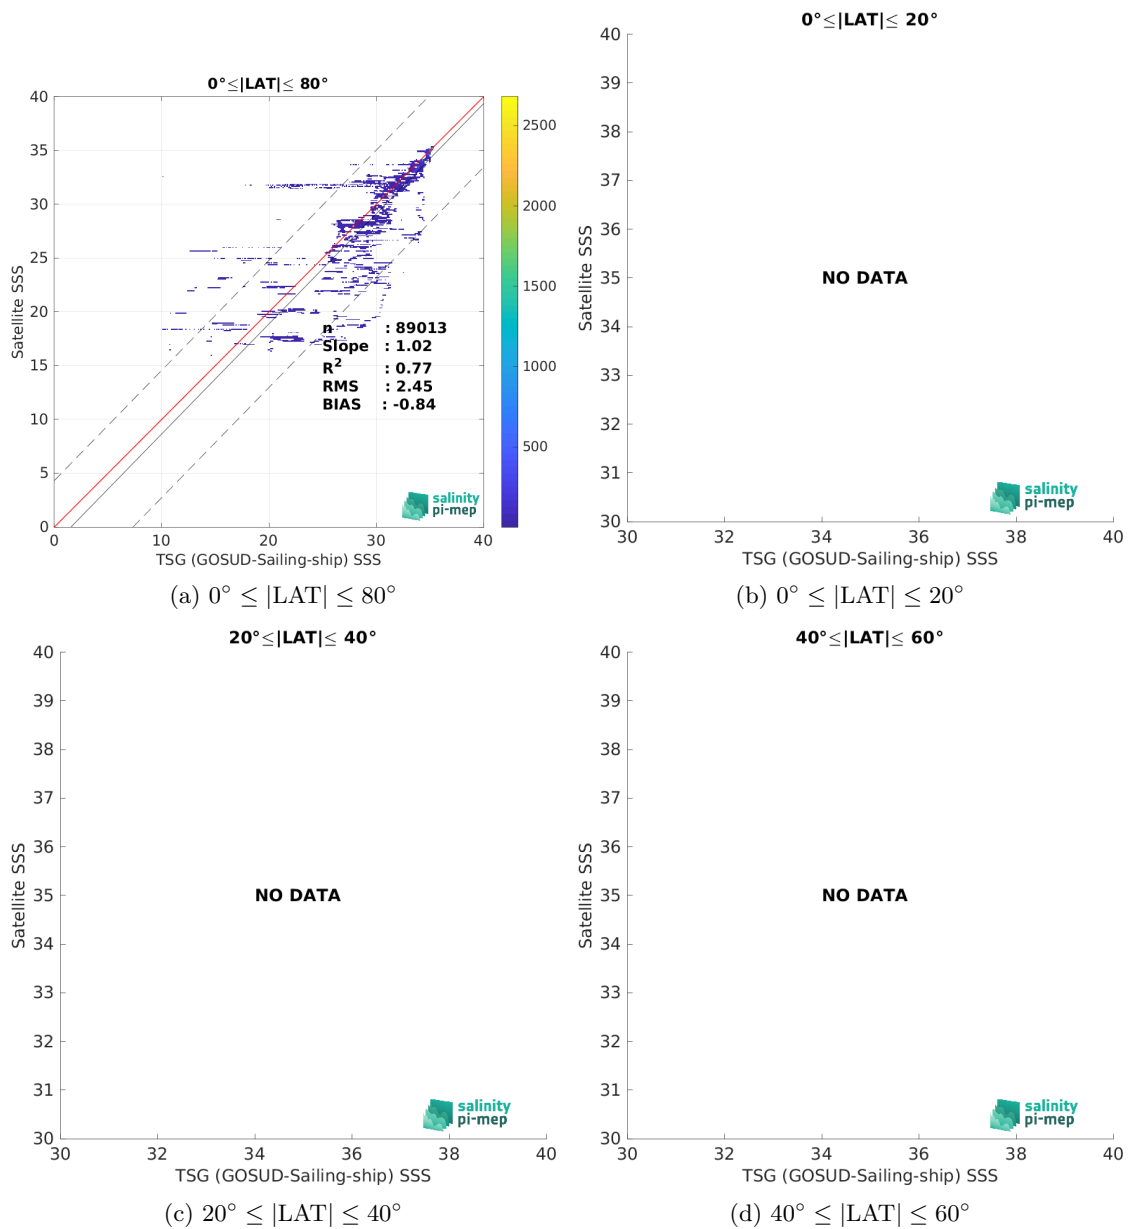 0°≤|LAT|≤ 80°
40
35
30
25
20
15
10
5
0
0
10
20
30
40
Satellite SSS
TSG (GOSUD-Sailing-ship) SSS
n : 89013
Slope : 1.02
R² : 0.77
RMS : 2.45
BIAS : -0.84
salinity
pi-mep
2500
2000
1500
1000
500
(a) 0° ≤ |LAT| ≤ 80°
0°≤|LAT|≤ 20°
40
39
38
37
36
35
34
33
32
31
30
30
32
34
36
38
40
Satellite SSS
NO DATA
salinity
pi-mep
TSG (GOSUD-Sailing-ship) SSS
(b) 0° ≤ |LAT| ≤ 20°
20°≤|LAT|≤ 40°
40
39
38
37
36
35
34
33
32
31
30
30
32
34
36
38
40
Satellite SSS
NO DATA
salinity
pi-mep
TSG (GOSUD-Sailing-ship) SSS
(c) 20° ≤ |LAT| ≤ 40°
40°≤|LAT|≤ 60°
40
39
38
37
36
35
34
33
32
31
30
30
32
34
36
38
40
Satellite SSS
NO DATA
salinity
pi-mep
TSG (GOSUD-Sailing-ship) SSS
(d) 40° ≤ |LAT| ≤ 60°